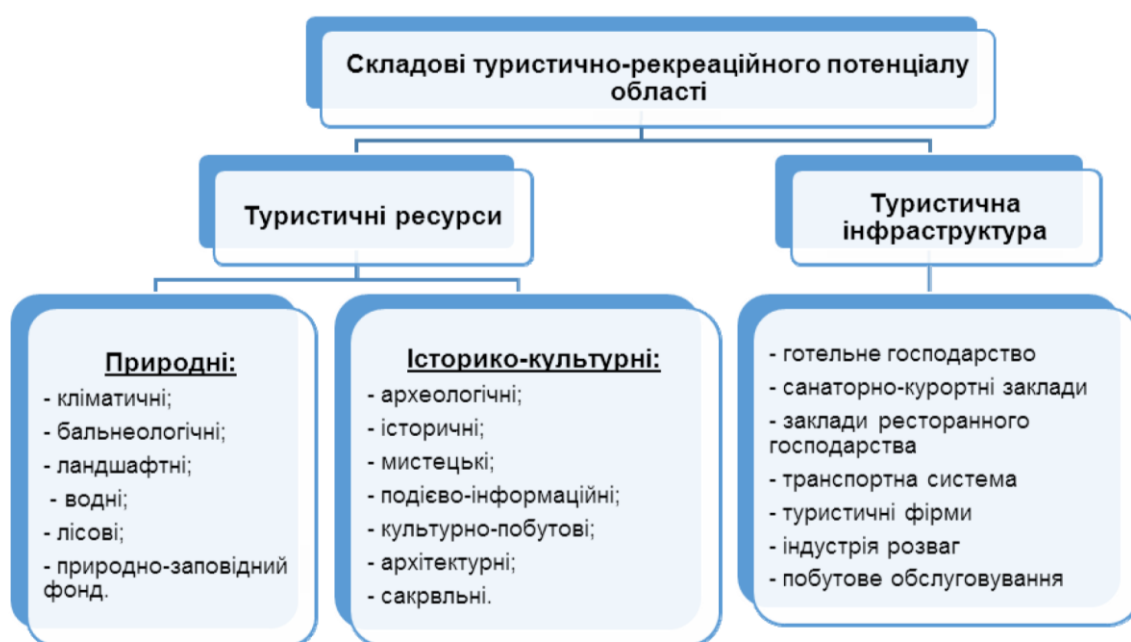 Складові туристично-рекреаційного потенціалу
області
Туристичні ресурси
Туристична
інфраструктура
Природні:
- кліматичні;
- бальнеологічні;
- ландшафтні;
- водні;
- лісові;
- природно-заповідний
фонд.
Історико-культурні:
- археологічні;
- історичні;
- мистецькі;
- подієво-інформаційні;
- культурно-побутові;
- архітектурні;
- сакрвльні.
- готельне господарство
- санаторно-курортні заклади
- заклади ресторанного
господарства
- транспортна система
- туристичні фірми
- індустрія розваг
- побутове обслуговування